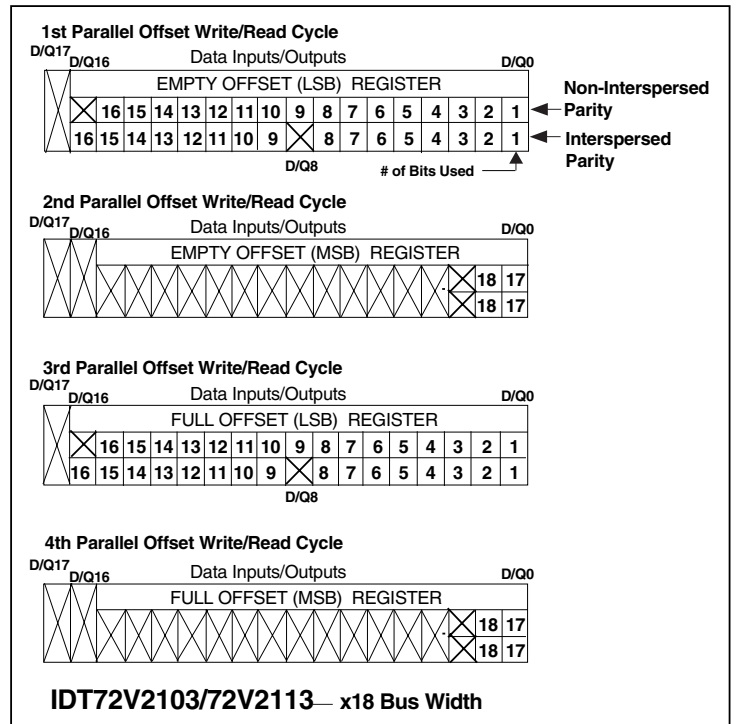 1st Parallel Offset Write/Read Cycle
D/Q17 D/Q16 Data Inputs/Outputs D/Q0
EMPTY OFFSET (LSB) REGISTER
16 15 14 13 12 11 10 9 8 7 6 5 4 3 2 1 Non-Interspersed Parity
16 15 14 13 12 11 10 9 8 7 6 5 4 3 2 1 Interspersed Parity
D/Q8 # of Bits Used
2nd Parallel Offset Write/Read Cycle
D/Q17 D/Q16 Data Inputs/Outputs D/Q0
EMPTY OFFSET (MSB) REGISTER
18 17
18 17
3rd Parallel Offset Write/Read Cycle
D/Q17 D/Q16 Data Inputs/Outputs D/Q0
FULL OFFSET (LSB) REGISTER
16 15 14 13 12 11 10 9 8 7 6 5 4 3 2 1
16 15 14 13 12 11 10 9 8 7 6 5 4 3 2 1
D/Q8
4th Parallel Offset Write/Read Cycle
D/Q17 D/Q16 Data Inputs/Outputs D/Q0
FULL OFFSET (MSB) REGISTER
18 17
18 17
IDT72V2103/72V2113— x18 Bus Width